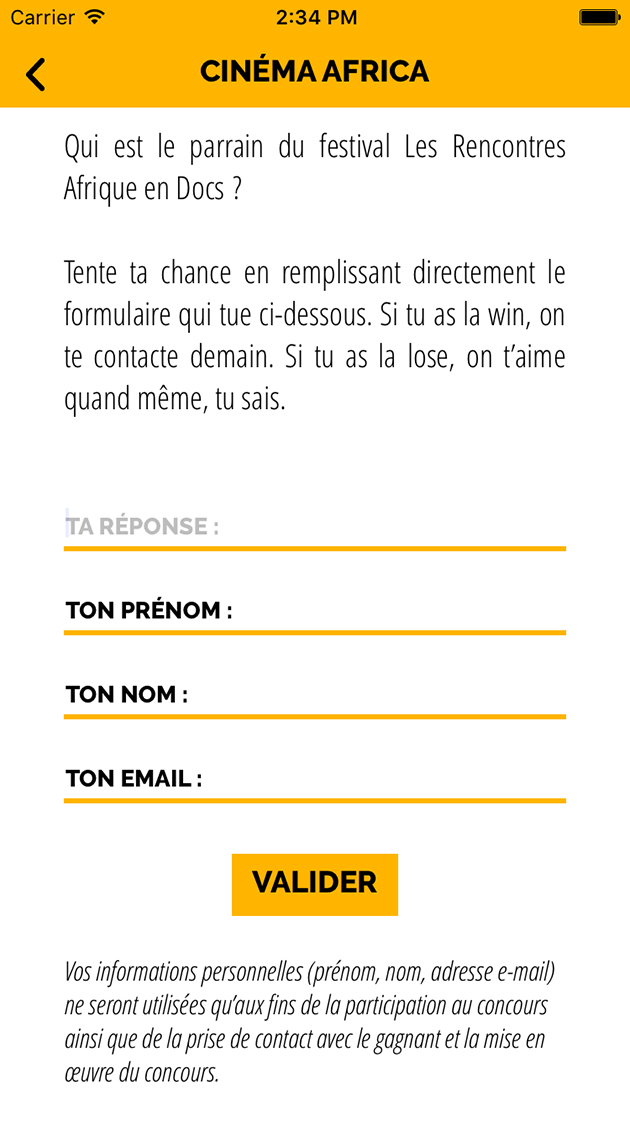 Carrier 2:34 PM
CINÉMA AFRICA
Qui est le parrain du festival Les Rencontres
Afrique en Docs ?
Tente ta chance en remplissant directement le
formulaire qui tue ci-dessous. Si tu as la win, on
te contacte demain. Si tu as la lose, on t’aime
quand même, tu sais.
TA RÉPONSE :
TON PRÉNOM :
TON NOM :
TON EMAIL :
VALIDER
Vos informations personnelles (prénom, nom, adresse e-mail)
ne seront utilisées qu’aux fins de la participation au concours
ainsi que de la prise de contact avec le gagnant et la mise en
œuvre du concours.